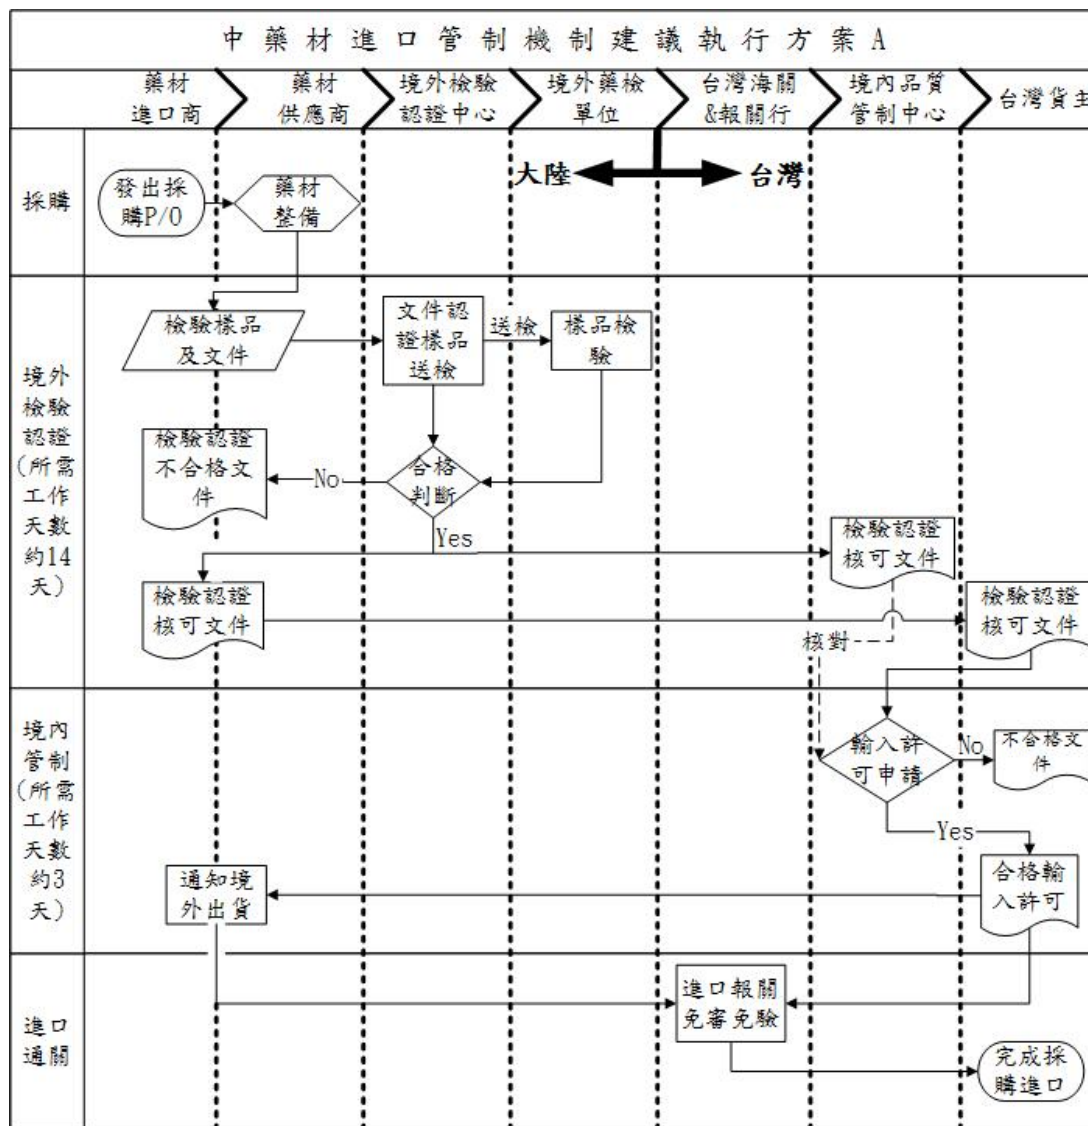 中藥材進口管制機制建議執行方案A
藥材
進口商
藥材
供應商
境外檢驗
認證中心
境外藥檢
單位
台灣海關
&報關行
境內品質
管制中心
台灣貨主
大陸
台灣
採購
發出採
購P/O
藥材
整備
境外
檢驗
認證
(所需
工作
天數
約14
天)
檢驗樣品
及文件
文件認
證樣品
送檢
送檢
樣品檢
驗
檢驗認證
不合格文
件
No
合格
判斷
Yes
檢驗認證
核可文件
檢驗認證
核可文件
檢驗認證
核可文件
核對
境內
管制
(所需
工作
天數
約3
天)
輸入許
可申請
No
不合格文
件
Yes
通知境
外出貨
合格輸
入許可
進口
通關
進口報關
免審免驗
完成採
購進口